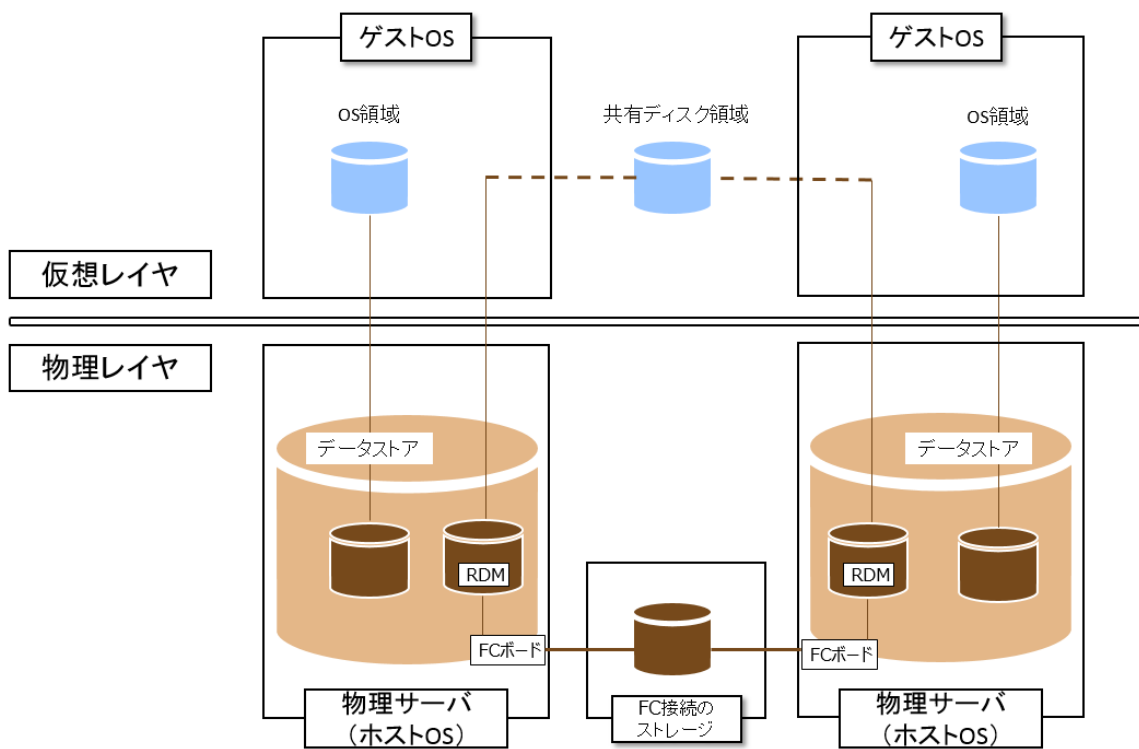 ゲストOS
ゲストOS
OS領域
共有ディスク領域
OS領域
仮想レイヤ
物理レイヤ
データストア
データストア
RDM
RDM
FCボード
FCボード
物理サーバ
（ホストOS）
FC接続の
ストレージ
物理サーバ
（ホストOS）